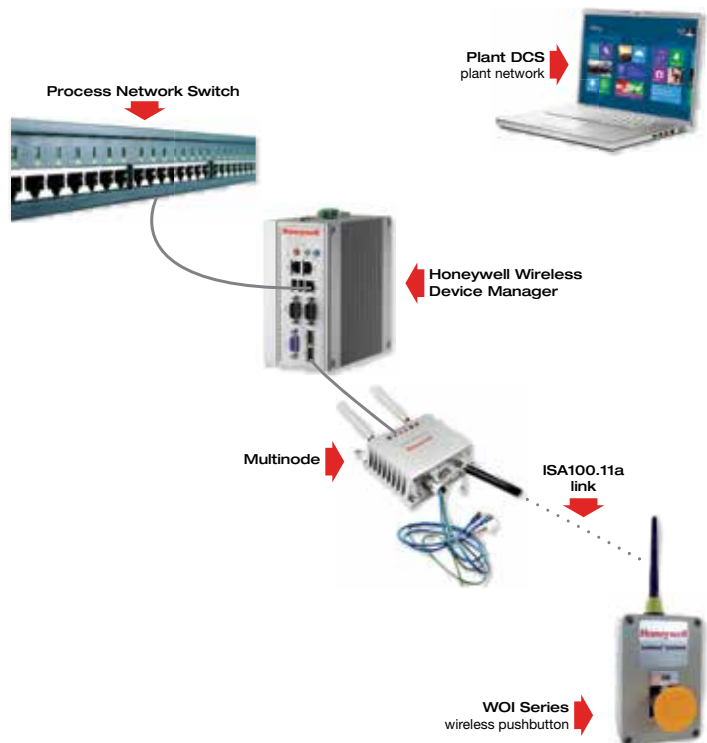 Plant DCS
plant network
Process Network Switch
Honeywell
Honeywell Wireless
Device Manager
Honeywell
Multinode
ISA100.11a
link
Honeywell
WOI Series
wireless pushbutton